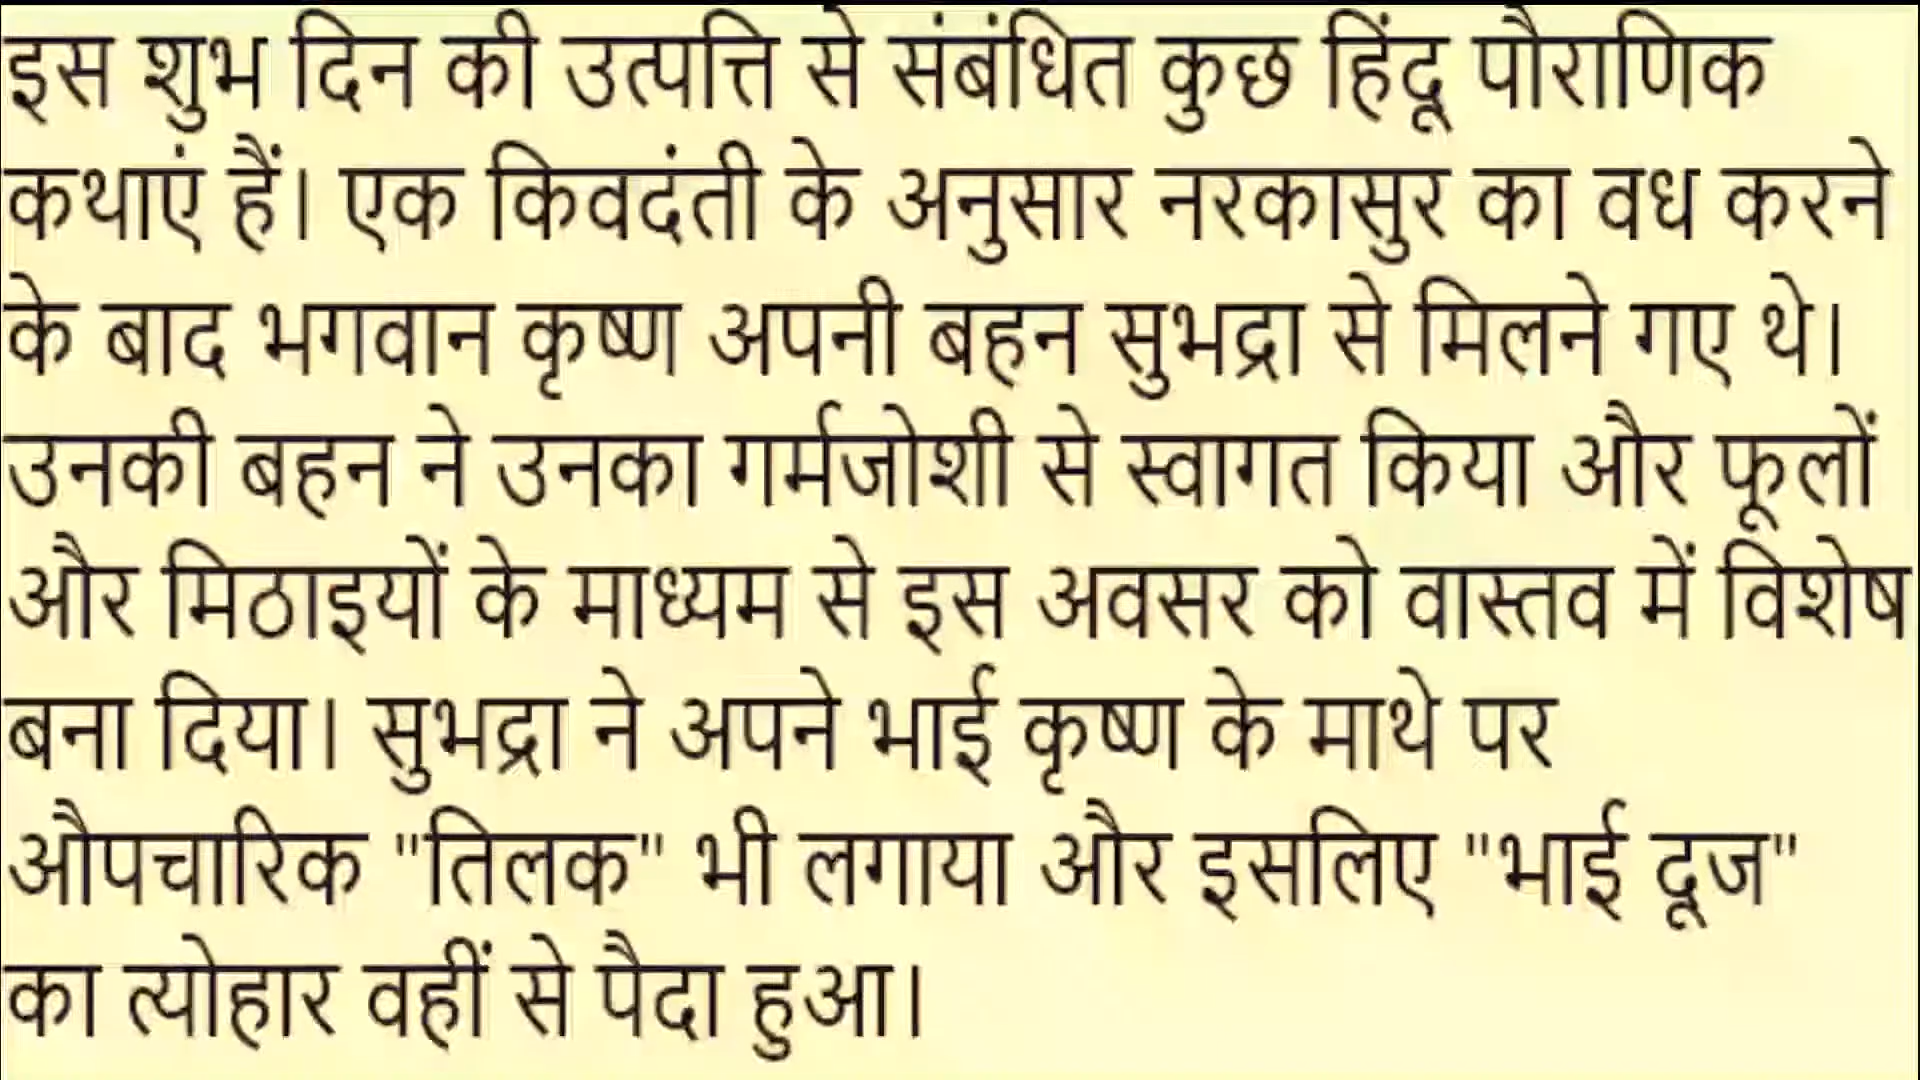 इस शुभ दिन की उत्पत्ति से संबंधित कुछ हिंदू पौराणिक
कथाएं हैं। एक किवदंती के अनुसार नरकासुर का वध करने
के बाद भगवान कृष्ण अपनी बहन सुभद्रा से मिलने गए थे।
उनकी बहन ने उनका गर्मजोशी से स्वागत किया और फूलों
और मिठाइयों के माध्यम से इस अवसर को वास्तव में विशेष
बना दिया। सुभद्रा ने अपने भाई कृष्ण के माथे पर
औपचारिक "तिलक" भी लगाया और इसलिए "भाई दूज"
का त्योहार वहीं से पैदा हुआ।